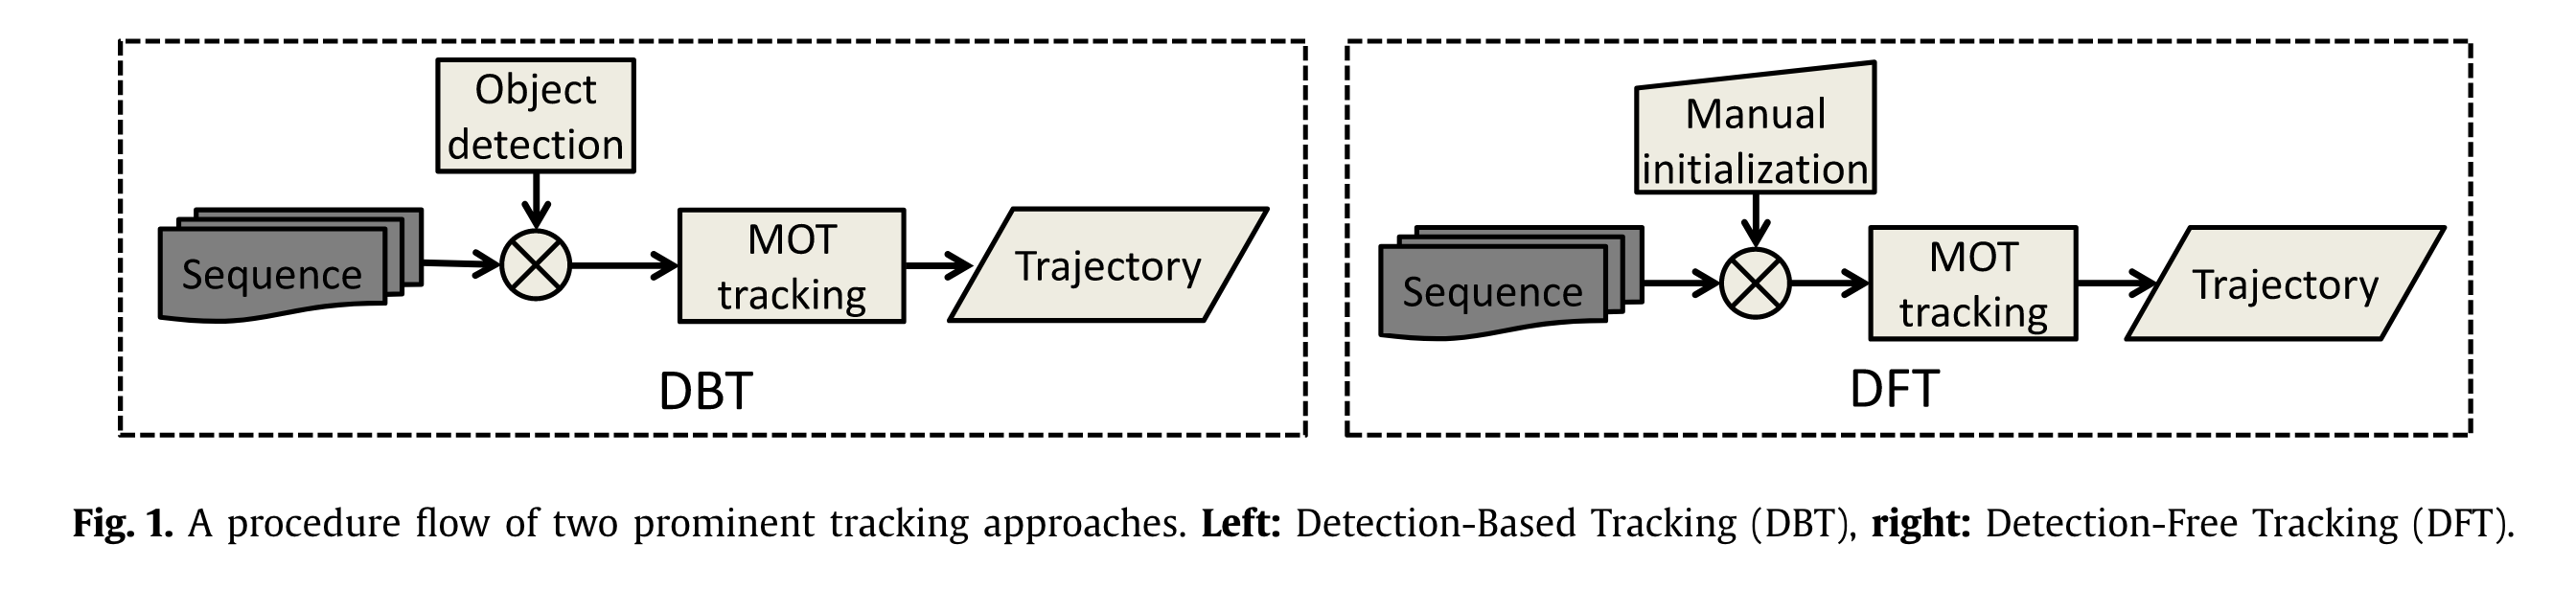 Object
detection
Sequence
MOT
tracking
Trajectory
DBT
Manual
initialization
Sequence
MOT
tracking
Trajectory
DFT
Fig. 1. A procedure flow of two prominent tracking approaches. Left: Detection-Based Tracking (DBT), right: Detection-Free Tracking (DFT).